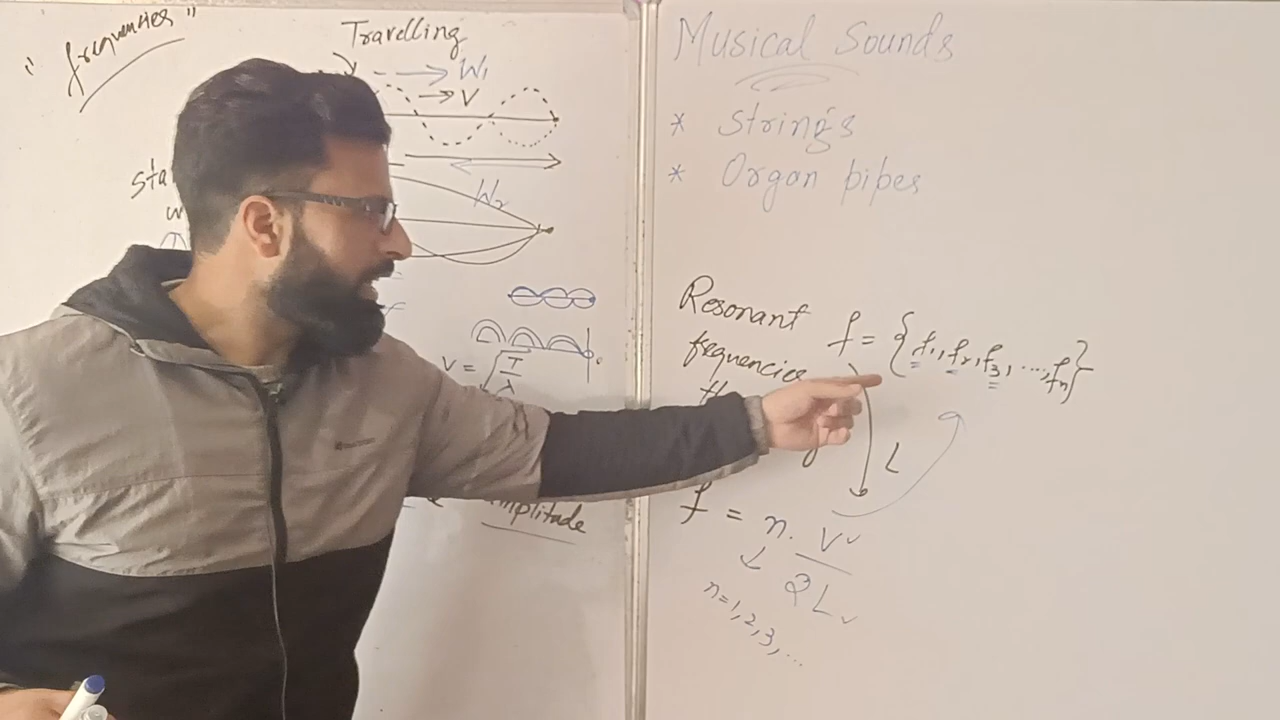 " frequencies "
Travelling
W₁
V
Sta
W₂
V = √T/λ
amplitude
Musical Sounds
* Strings
* Organ pipes
Resonant
frequencies
f = {f₁, f₂, f₃, ..., fₙ}
L
f = n. V/2L
n=1,2,3,...